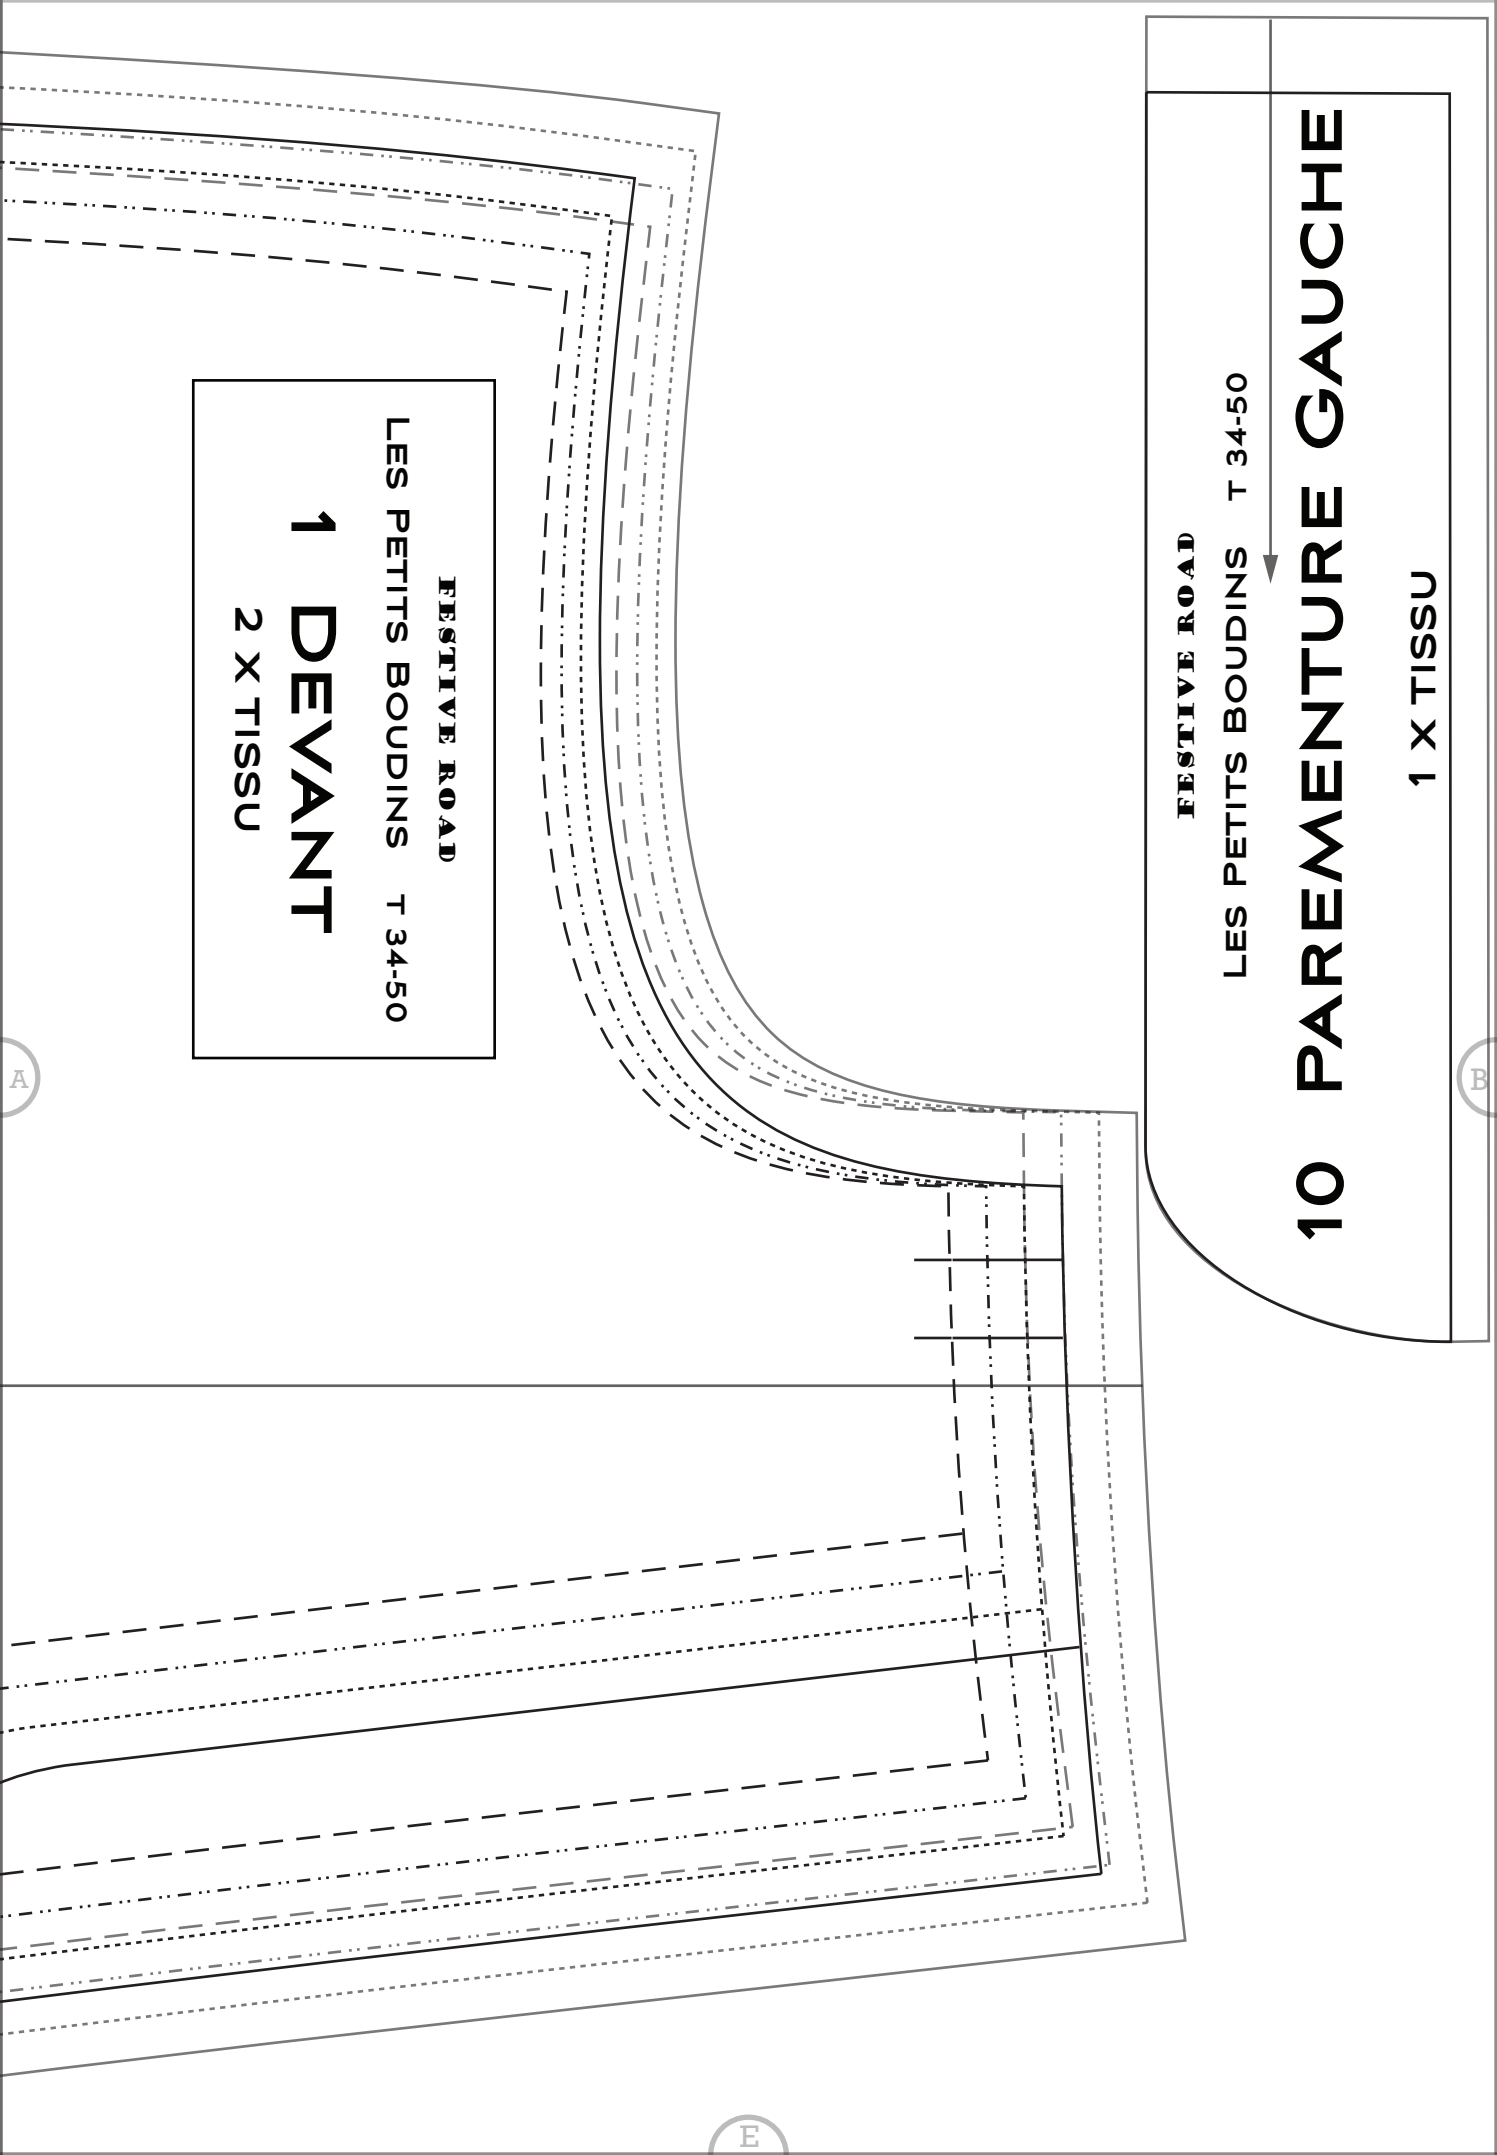 FESTIVE ROAD
LES PETITS BOUDINS T 34-50
1 DEVANT
2 X TISSU
FESTIVE ROAD
LES PETITS BOUDINS T 34-50
10 PAREMENTURE GAUCHE
1 X TISSU
A
B
E